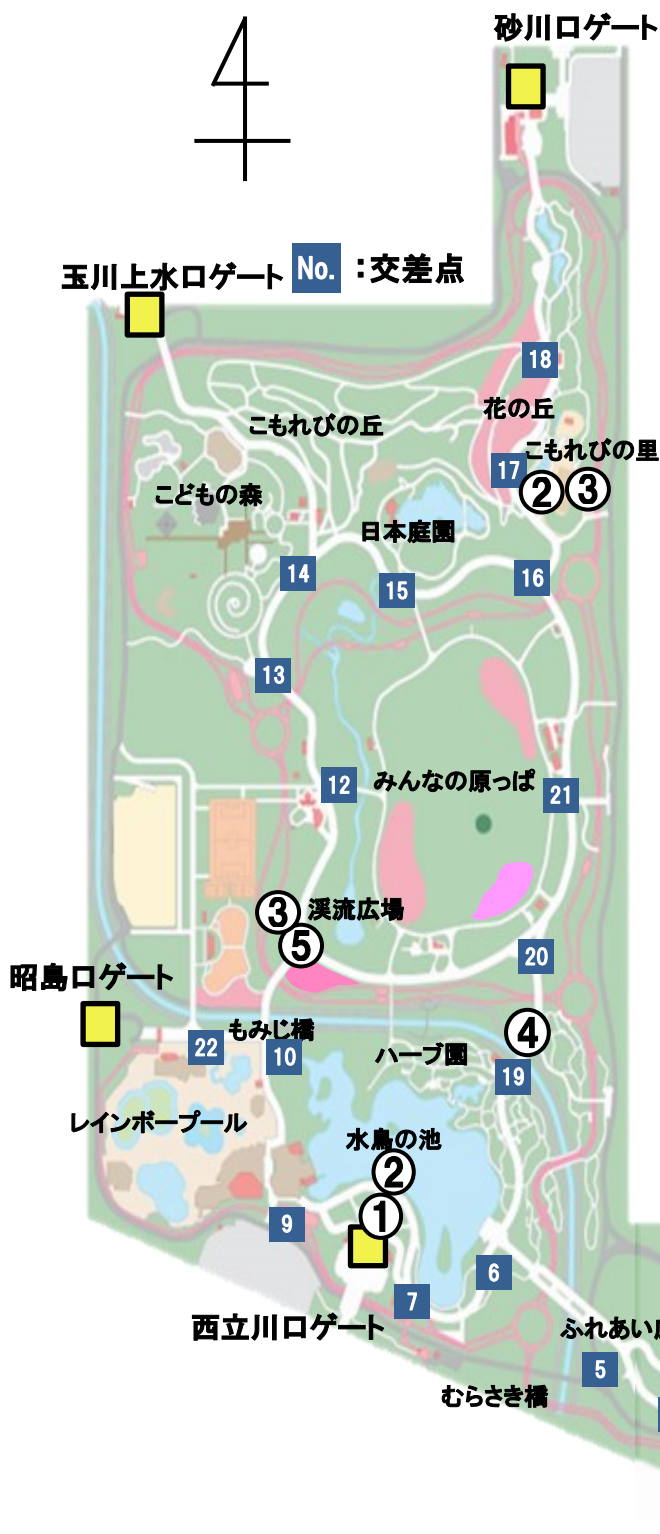 砂川口ゲート
玉川上水口ゲート
No. :交差点
18
花の丘
こもれびの丘
こもれびの里
17
② ③
こどもの森
日本庭園
14
15
16
13
12
みんなの原っぱ
21
③ 渓流広場
⑤
20
昭島口ゲート
もみじ橋
④
22
10
ハーブ園
19
レインボープール
水鳥の池
②
①
9
6
7
西立川口ゲート
ふれあい
5
むらさき橋